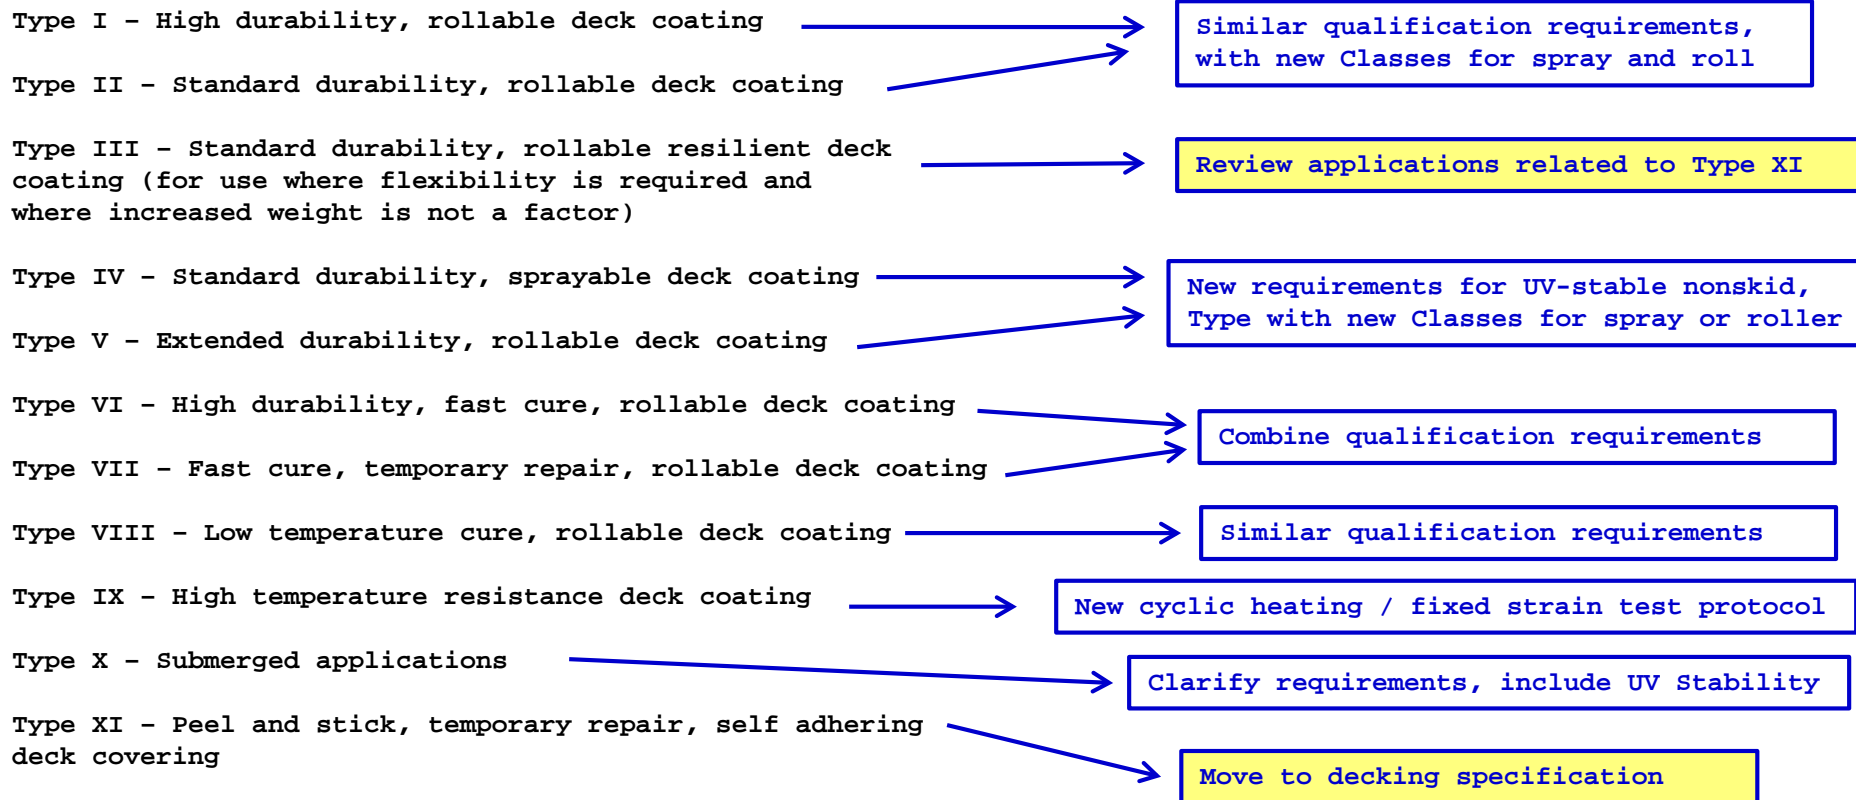 Type I – High durability, rollable deck coating
Similar qualification requirements,
with new Classes for spray and roll
Type II – Standard durability, rollable deck coating
Type III – Standard durability, rollable resilient deck
coating (for use where flexibility is required and
where increased weight is not a factor)
Review applications related to Type XI
Type IV – Standard durability, sprayable deck coating
New requirements for UV-stable nonskid,
Type with new Classes for spray or roller
Type V – Extended durability, rollable deck coating
Type VI – High durability, fast cure, rollable deck coating
Combine qualification requirements
Type VII – Fast cure, temporary repair, rollable deck coating
Type VIII – Low temperature cure, rollable deck coating
Similar qualification requirements
Type IX – High temperature resistance deck coating
New cyclic heating / fixed strain test protocol
Type X – Submerged applications
Clarify requirements, include UV Stability
Type XI – Peel and stick, temporary repair, self adhering
deck covering
Move to decking specification